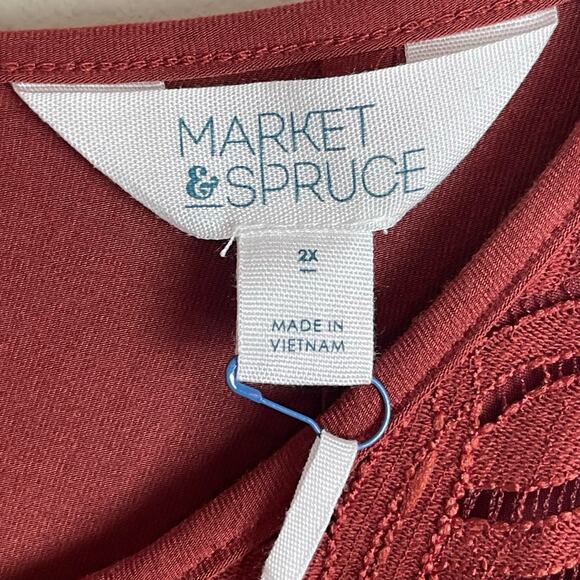 MARKET
& SPRUCE
2X
MADE IN
VIETNAM